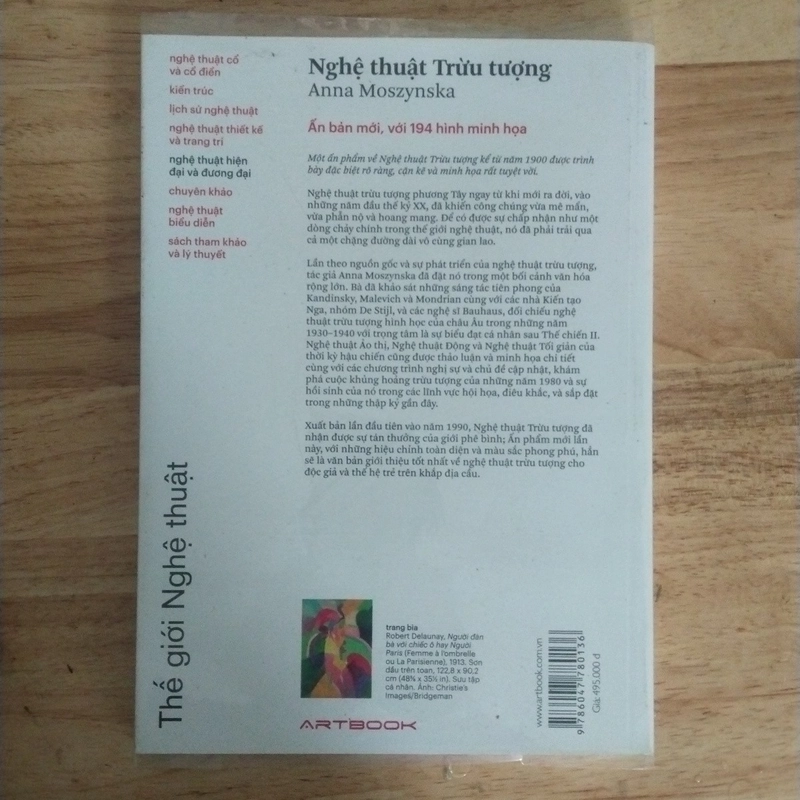 nghệ thuật cổ
và cổ điển
kiến trúc
lịch sử nghệ thuật
nghệ thuật thiết kế
và trang trí
nghệ thuật hiện
đại và đương đại
chuyên khảo
nghệ thuật
biểu diễn
sách tham khảo
và lý thuyết
Thế giới Nghệ thuật
Nghệ thuật Trừu tượng
Anna Moszynska
Ấn bản mới, với 194 hình minh họa
Một ấn phẩm về Nghệ thuật Trừu tượng kể từ năm 1900 được trình
bày đặc biệt rõ ràng, cặn kẽ và minh họa rất tuyệt vời.
Nghệ thuật trừu tượng phương Tây ngay từ khi mới ra đời, vào
những năm đầu thế kỷ XX, đã khiến công chúng vừa mê mẩn,
vừa phẫn nộ và hoang mang. Để có được sự chấp nhận như một
dòng chảy chính trong thế giới nghệ thuật, nó đã phải trải qua
cả một chặng đường dài vô cùng gian lao.
Lần theo nguồn gốc và sự phát triển của nghệ thuật trừu tượng,
tác giả Anna Moszynska đã đặt nó trong một bối cảnh văn hóa
rộng lớn. Bà đã khảo sát những sáng tác tiên phong của
Kandinsky, Malevich và Mondrian cùng với các nhà Kiến tạo
Nga, nhóm De Stijl, và các nghệ sĩ Bauhaus, đối chiếu nghệ
thuật trừu tượng hình học của châu Âu trong những năm
1930–1940 với trọng tâm là sự biểu đạt cá nhân sau Thế chiến II.
Nghệ thuật Ảo thị, Nghệ thuật Động và Nghệ thuật Tối giản của
thời kỳ hậu chiến cũng được thảo luận và minh họa chi tiết
cùng với các chương trình nghị sự và chủ đề cập nhật, khám
phá cuộc khủng hoảng trừu tượng của những năm 1980 và sự
hồi sinh của nó trong các lĩnh vực hội họa, điêu khắc, và sắp đặt
trong những thập kỷ gần đây.
Xuất bản lần đầu tiên vào năm 1990, Nghệ thuật Trừu tượng đã
nhận được sự tán thưởng của giới phê bình; Ấn phẩm mới lần
này, với những hiệu chỉnh toàn diện và màu sắc phong phú, hẳn
sẽ là văn bản giới thiệu tốt nhất về nghệ thuật trừu tượng cho
độc giả và thế hệ trẻ trên khắp địa cầu.
trang bìa
Robert Delaunay, Người đàn
bà với chiếc ô hay Người
Paris (Femme à l'ombrelle
ou La Parisienne), 1913. Sơn
dầu trên toan, 122,8 x 90,2
cm (48⅜ x 35½ in). Sưu tập
cá nhân. Ảnh: Christie's
Images/Bridgeman
ARTBOOK
www.artbook.com.vn
9 786047 780136
Giá: 495.000 đ